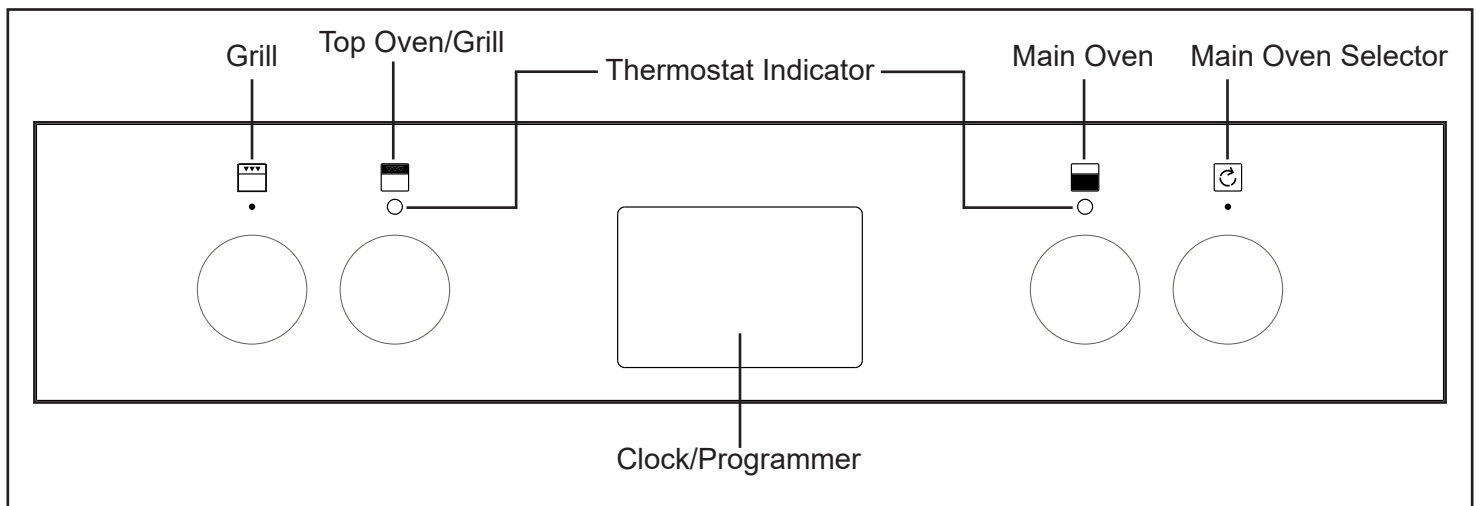 Grill
Top Oven/Grill
Thermostat Indicator
Main Oven
Main Oven Selector
Clock/Programmer